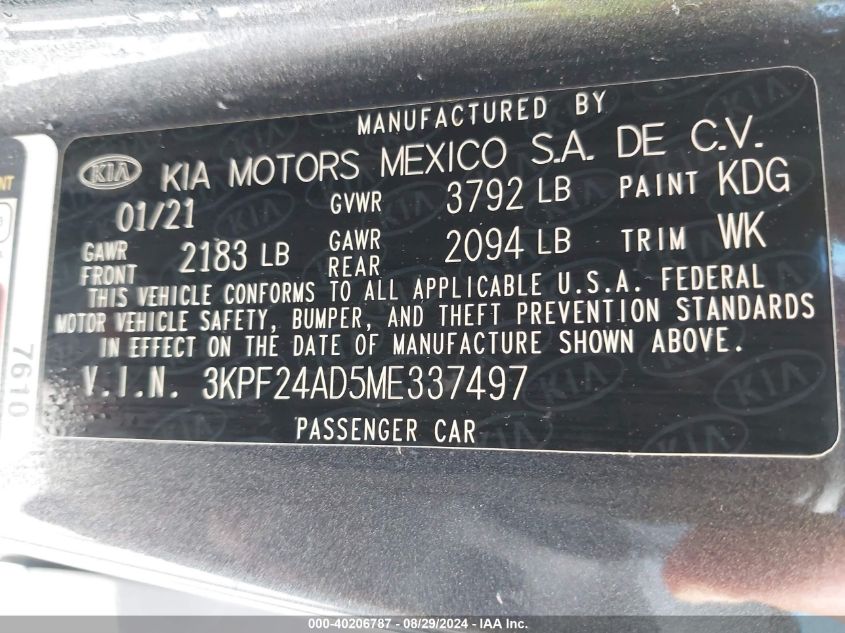 MANUFACTURED BY
KIA KIA MOTORS MEXICO S.A. DE C.V.
01/21 GVWR 3792 LB PAINT KDG
GAWR FRONT 2183 LB GAWR REAR 2094 LB TRIM WK
THIS VEHICLE CONFORMS TO ALL APPLICABLE U.S.A. FEDERAL
MOTOR VEHICLE SAFETY, BUMPER, AND THEFT PREVENTION STANDARDS
IN EFFECT ON THE DATE OF MANUFACTURE SHOWN ABOVE.
V.I.N. 3KPF24AD5ME337497
PASSENGER CAR
7610
000-40206787 - 08/29/2024 - IAA Inc.